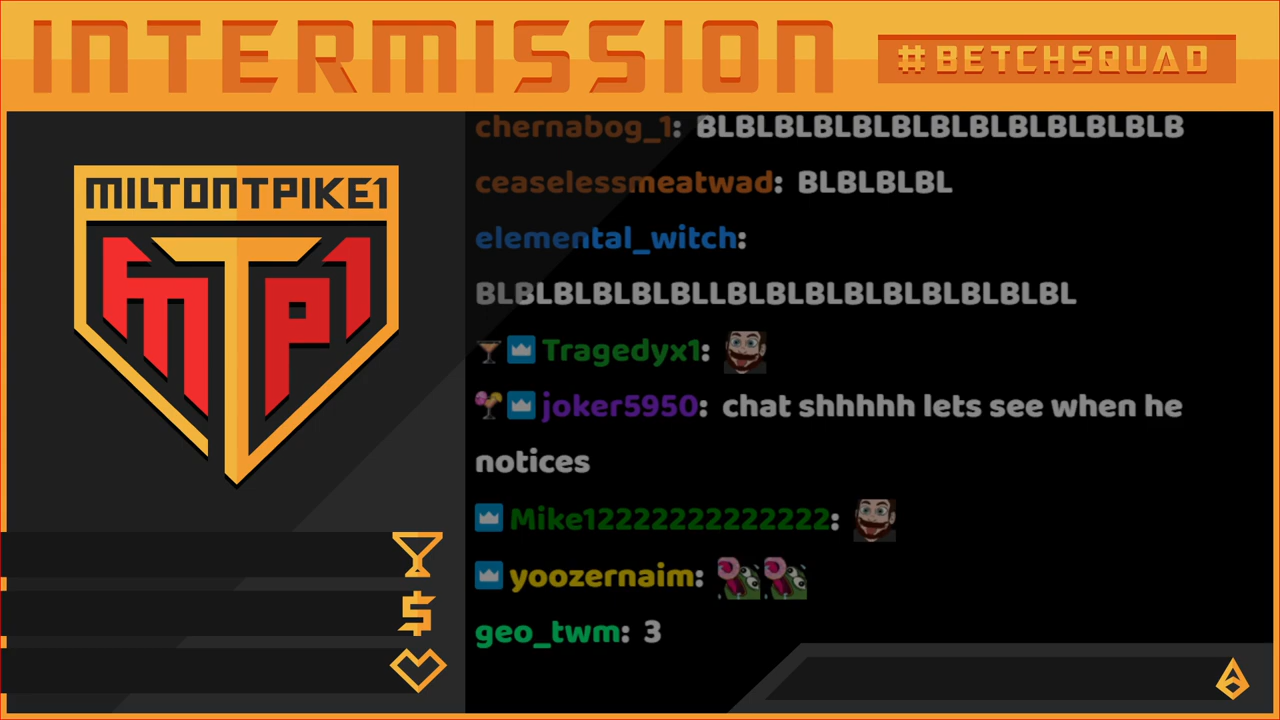 INTERMISSION
#BETCHSQUAD
MILTONTPIKE1
MTP1
chernabog_1: BLBLBLBLBLBLBLBLBLBLBLBLB
ceaselessmeatwad: BLBLBLBL
elemental_witch:
BLBLBLBLBLBLLBLBLBLBLBLBLBLBLBL
Tragedyx1:
joker5950: chat shhhhh lets see when he
notices
Mike12222222222222:
yoozernaim:
geo_twm: 3